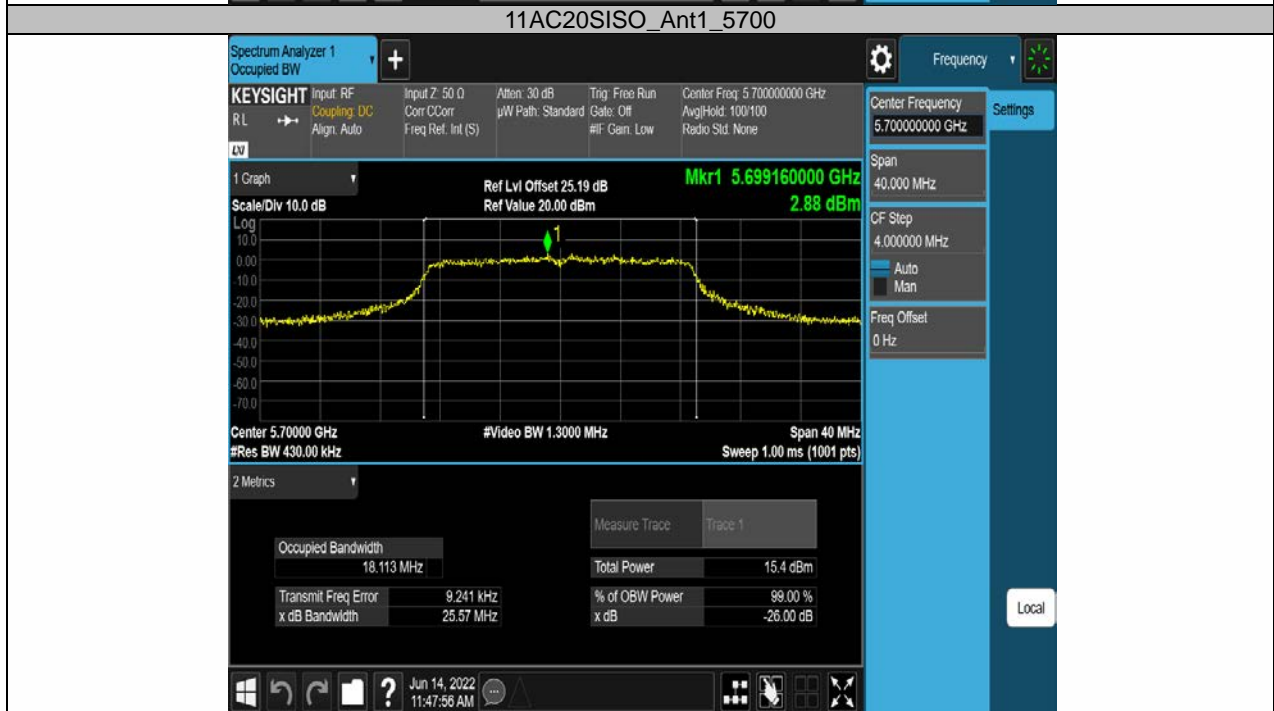 11AC20SISO_Ant1_5700
Spectrum Analyzer 1
Occupied BW
Frequency
KEYSIGHT
RL
LXI
Input: RF
Coupling: DC
Align: Auto
Input Z: 50 Ω
Corr CCorr
Freq Ref: Int (S)
Atten: 30 dB
µW Path: Standard
Trig: Free Run
Gate: Off
#IF Gain: Low
Center Freq: 5.700000000 GHz
Avg|Hold: 100/100
Radio Std: None
Center Frequency
5.700000000 GHz
Settings
Span
40.000 MHz
CF Step
4.000000 MHz
Auto
Man
Freq Offset
0 Hz
1 Graph
Scale/Div 10.0 dB
Ref Lvl Offset 25.19 dB
Ref Value 20.00 dBm
Mkr1 5.699160000 GHz
2.88 dBm
Log
10.0
0.00
-10.0
-20.0
-30.0
-40.0
-50.0
-60.0
-70.0
1
Center 5.70000 GHz
#Video BW 1.3000 MHz
Span 40 MHz
#Res BW 430.00 kHz
Sweep 1.00 ms (1001 pts)
2 Metrics
Measure Trace Trace 1
Occupied Bandwidth
18.113 MHz
Total Power 15.4 dBm
Transmit Freq Error 9.241 kHz
% of OBW Power 99.00 %
x dB Bandwidth 25.57 MHz
x dB -26.00 dB
Local
?
Jun 14, 2022
11:47:56 AM